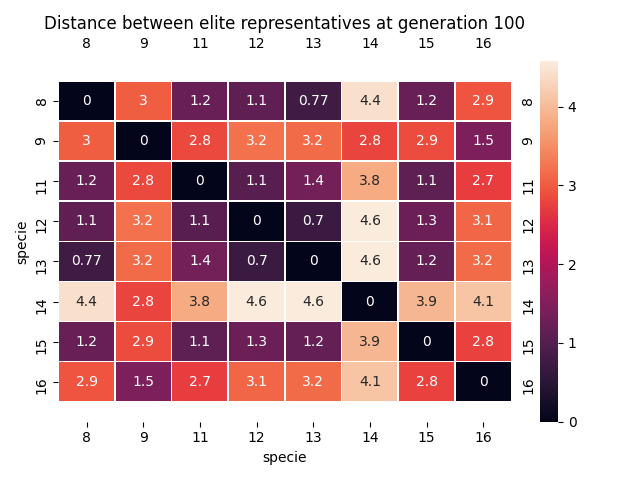 Distance between elite representatives at generation 100
8 9 11 12 13 14 15 16
8 0 3 1.2 1.1 0.77 4.4 1.2 2.9 8
9 3 0 2.8 3.2 3.2 2.8 2.9 1.5 9
11 1.2 2.8 0 1.1 1.4 3.8 1.1 2.7 11
12 1.1 3.2 1.1 0 0.7 4.6 1.3 3.1 12
13 0.77 3.2 1.4 0.7 0 4.6 1.2 3.2 13
14 4.4 2.8 3.8 4.6 4.6 0 3.9 4.1 14
15 1.2 2.9 1.1 1.3 1.2 3.9 0 2.8 15
16 2.9 1.5 2.7 3.1 3.2 4.1 2.8 0 16
8 9 11 12 13 14 15 16
specie
specie
4
3
2
1
0